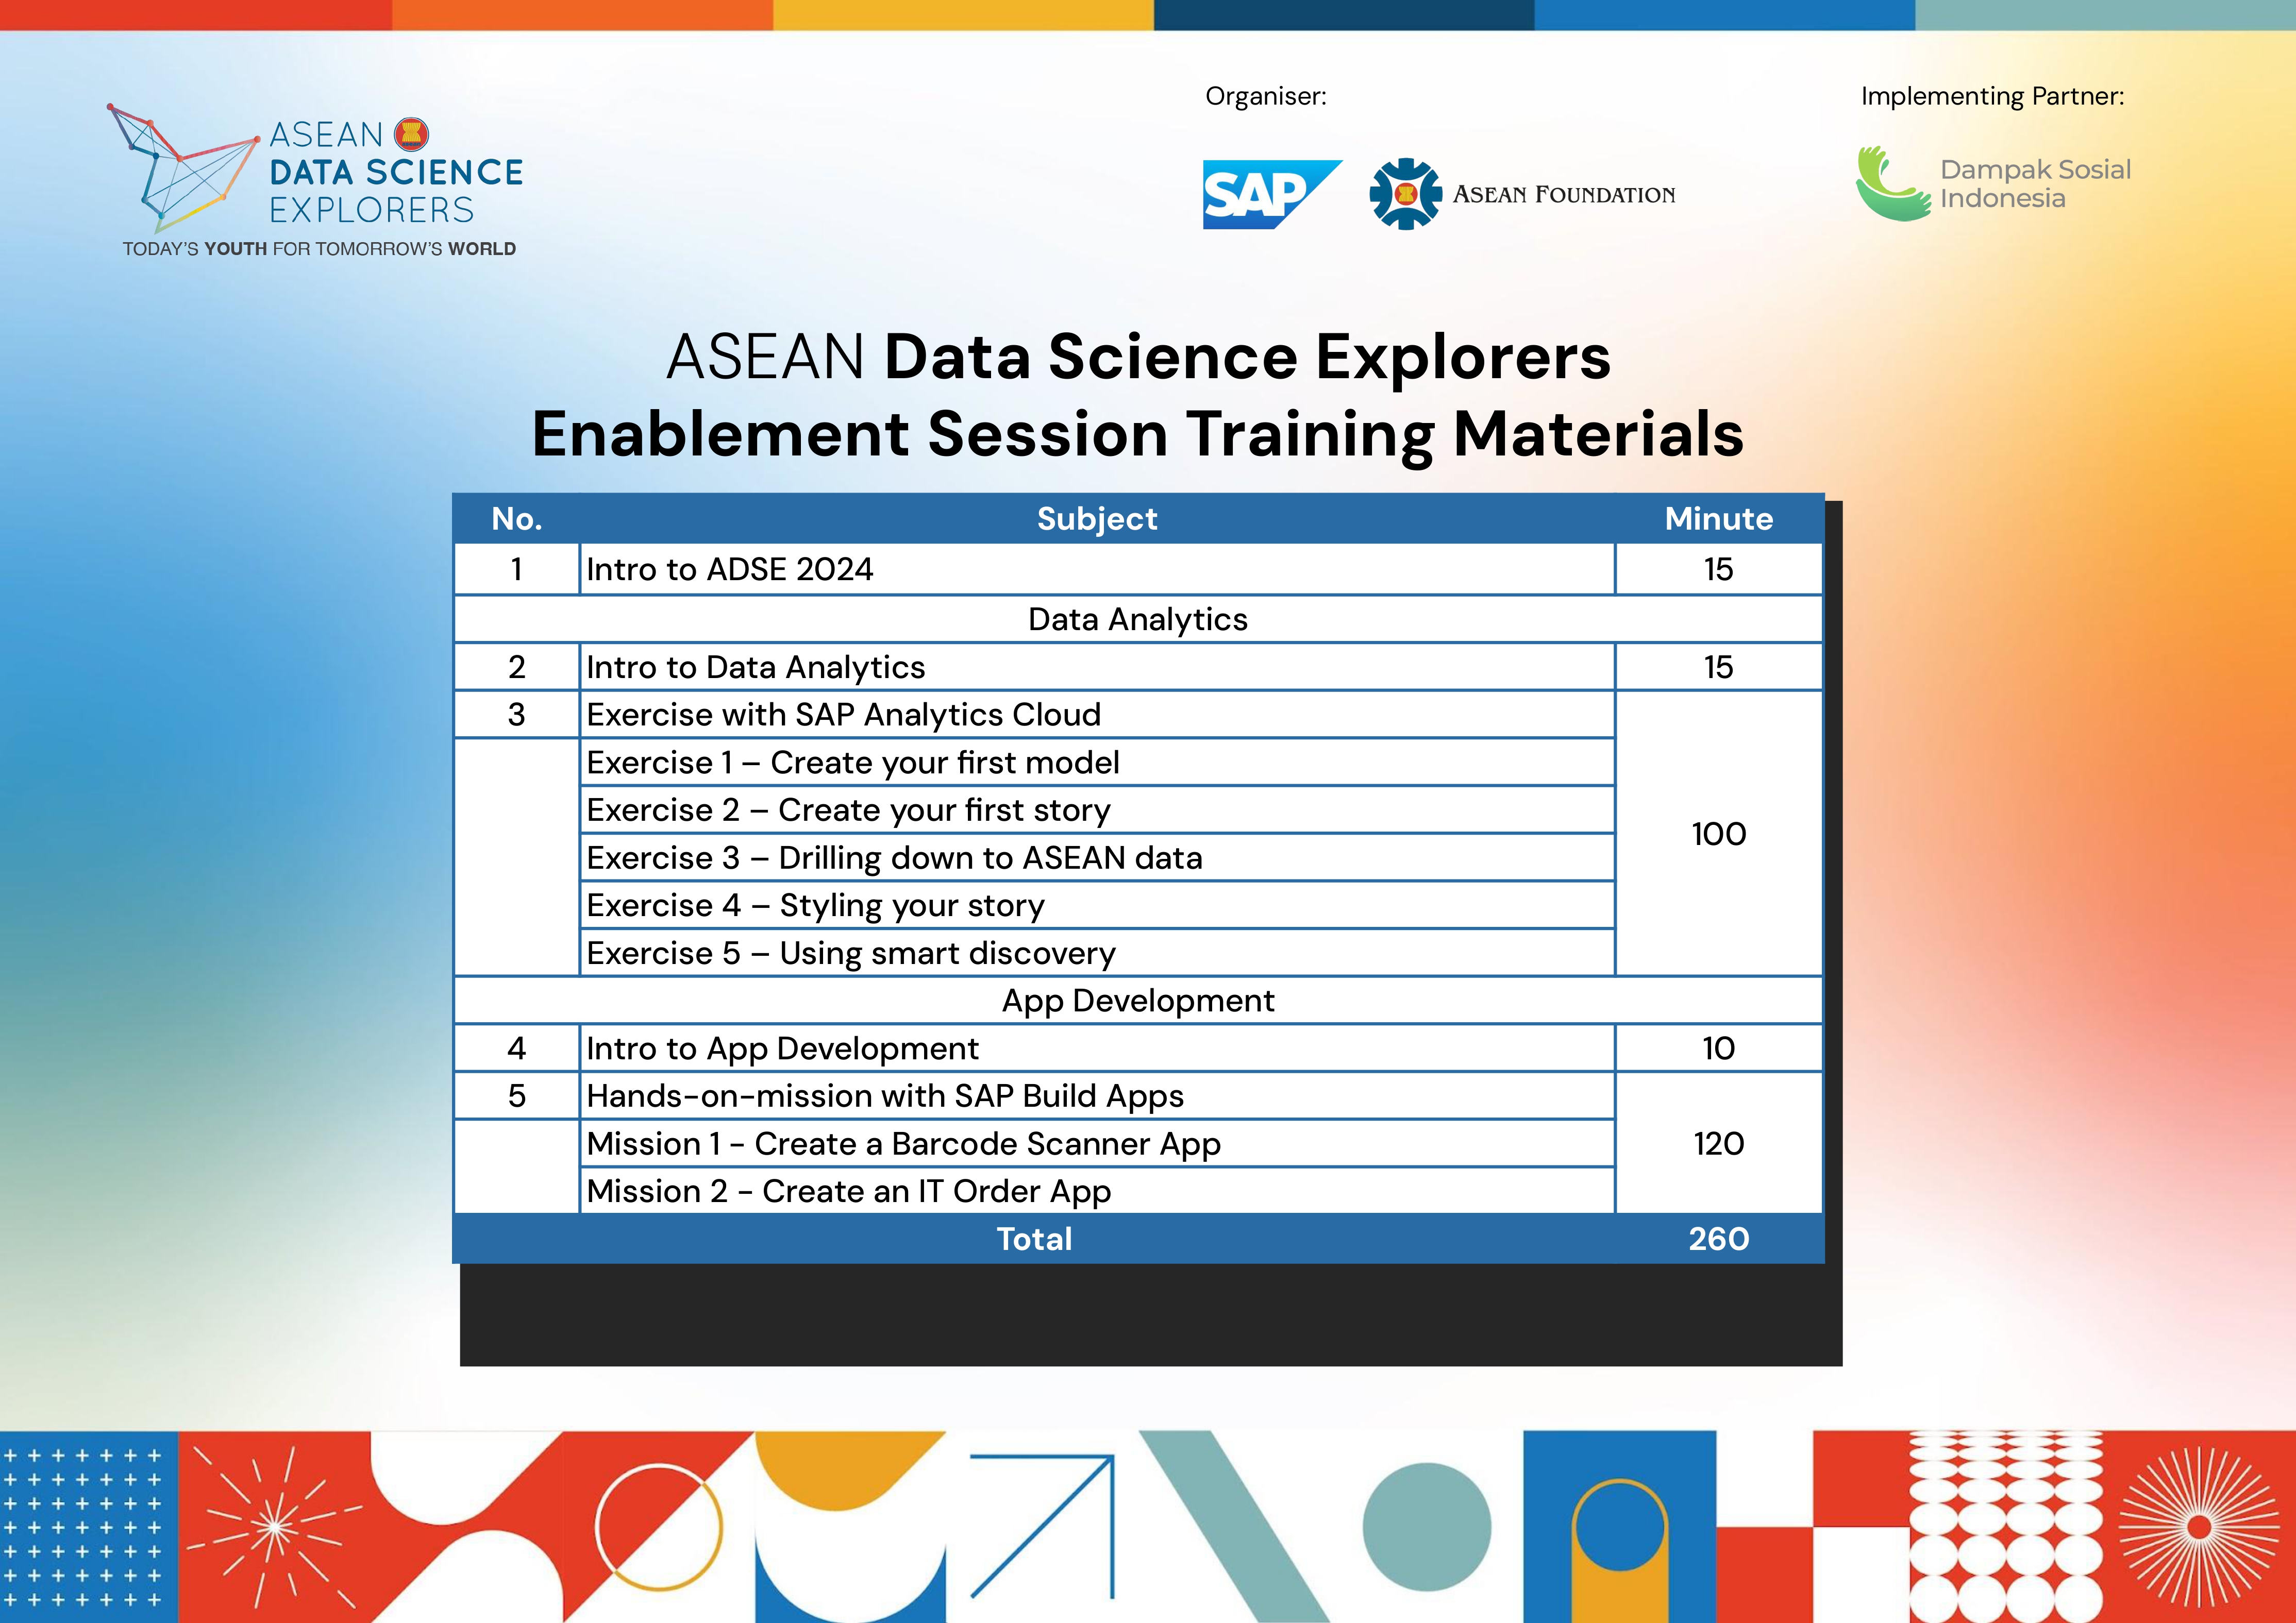 Organiser:
Implementing Partner:
ASEAN
DATA SCIENCE
EXPLORERS
TODAY'S YOUTH FOR TOMORROW'S WORLD
SAP
ASEAN FOUNDATION
Dampak Sosial
Indonesia
ASEAN Data Science Explorers
Enablement Session Training Materials
No. Subject Minute
1 Intro to ADSE 2024 15
Data Analytics
2 Intro to Data Analytics 15
3 Exercise with SAP Analytics Cloud
Exercise 1 – Create your first model
Exercise 2 – Create your first story
100
Exercise 3 – Drilling down to ASEAN data
Exercise 4 – Styling your story
Exercise 5 – Using smart discovery
App Development
4 Intro to App Development 10
5 Hands-on-mission with SAP Build Apps
Mission 1 - Create a Barcode Scanner App 120
Mission 2 - Create an IT Order App
Total 260